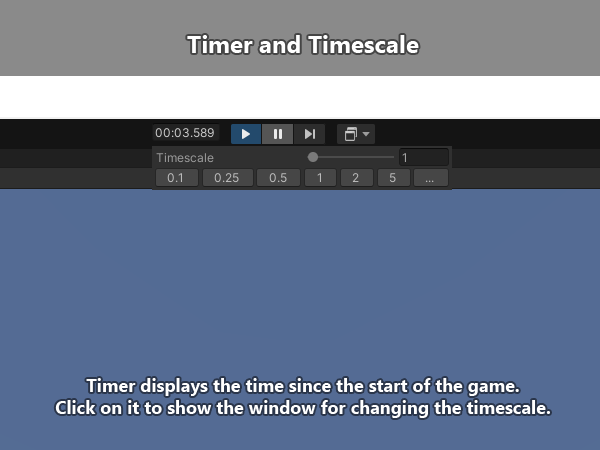 Timer and Timescale
00:03.589
Timescale 1
0.1 0.25 0.5 1 2 5 ...
Timer displays the time since the start of the game.
Click on it to show the window for changing the timescale.